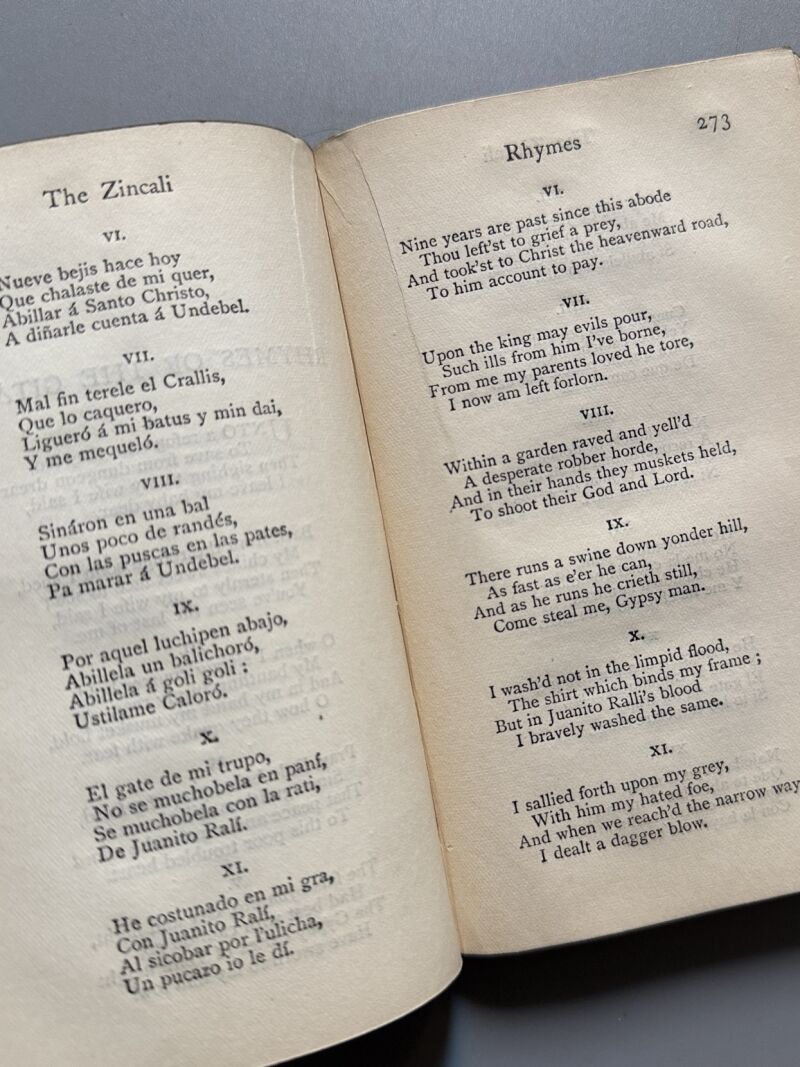 The Zincali
VI.
Nueve bejis hace hoy
Que chalaste de mi quer,
Abillar á Santo Christo,
A diñarle cuenta á Undebel.
VII.
Mal fin terele el Crallis,
Que lo caquero,
Ligueró á mi batus y min dai,
Y me mequeló.
VIII.
Sináron en una bal
Unos poco de randés,
Con las puscas en las pates,
Pa marar á Undebel.
IX.
Por aquel luchipen abajo,
Abillela un balichoró,
Abillela á goli goli :
Ustilame Caloró.
X.
El gate de mi trupo,
No se muchobela en paní,
Se muchobela con la rati,
De Juanito Ralí.
XI.
He costunado en mi gra,
Con Juanito Ralí,
Al sicobar por l'ulicha,
Un pucazo io le dí.
Rhymes 273
VI.
Nine years are past since this abode
Thou left'st to grief a prey,
And took'st to Christ the heavenward road,
To him account to pay.
VII.
Upon the king may evils pour,
Such ills from him I've borne,
From me my parents loved he tore,
I now am left forlorn.
VIII.
Within a garden raved and yell'd
A desperate robber horde,
And in their hands they muskets held,
To shoot their God and Lord.
IX.
There runs a swine down yonder hill,
As fast as e'er he can,
And as he runs he crieth still,
Come steal me, Gypsy man.
X.
I wash'd not in the limpid flood,
The shirt which binds my frame ;
But in Juanito Ralli's blood
I bravely washed the same.
XI.
I sallied forth upon my grey,
With him my hated foe,
And when we reach'd the narrow way
I dealt a dagger blow.